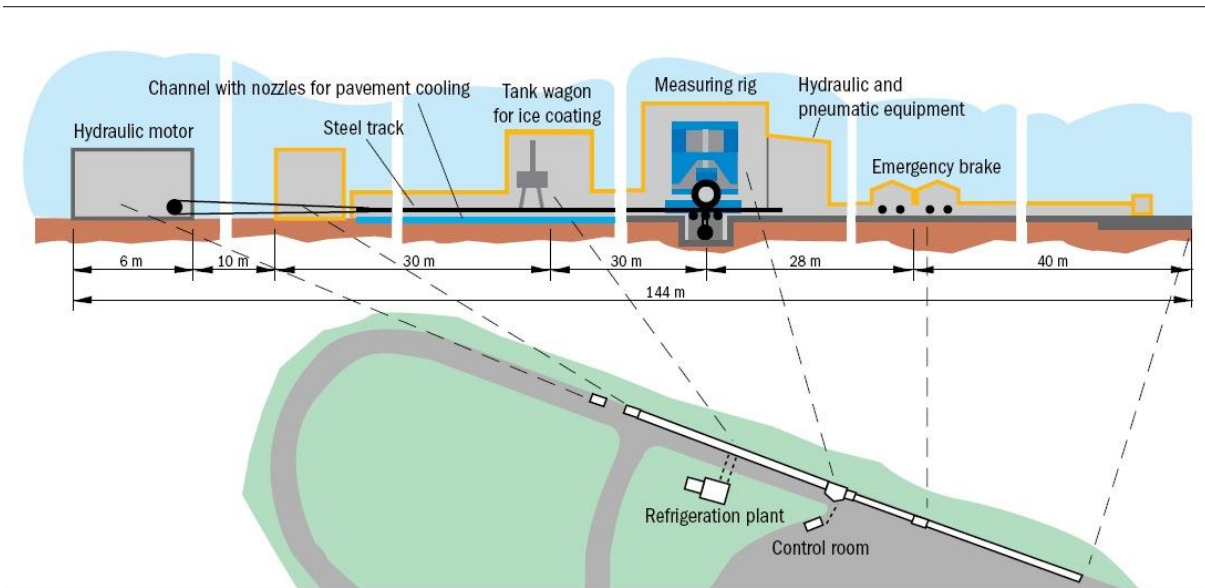 Channel with nozzles for pavement cooling
Tank wagon
for ice coating
Measuring rig
Hydraulic and
pneumatic equipment
Hydraulic motor
Steel track
Emergency brake
6 m
10 m
30 m
30 m
28 m
40 m
144 m
Refrigeration plant
Control room